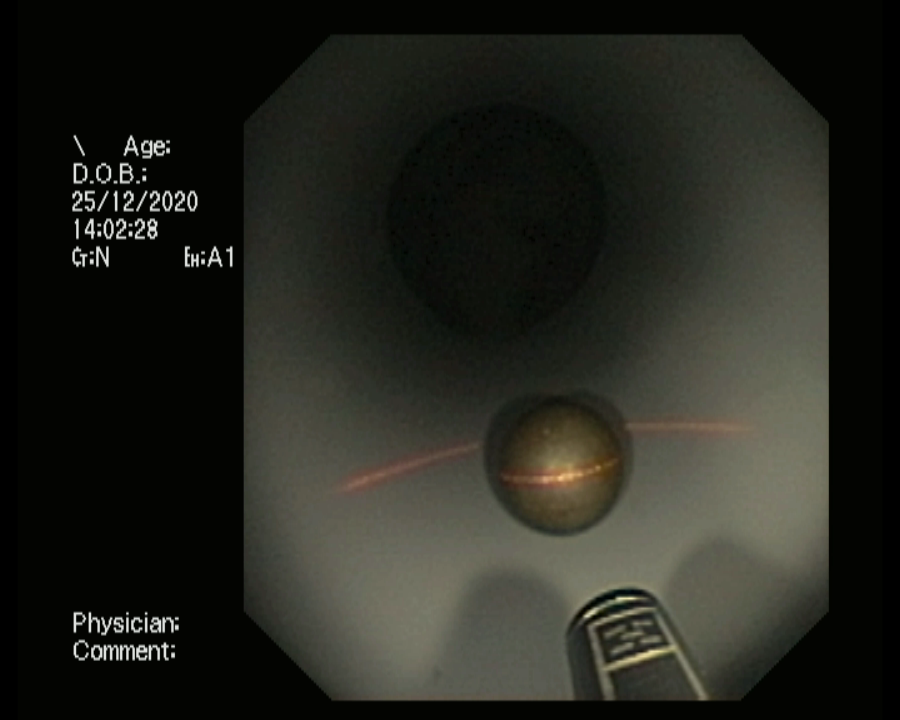 \ Age:
D.O.B.:
25/12/2020
14:02:28
Cr:N Eh:A1
Physician:
Comment: